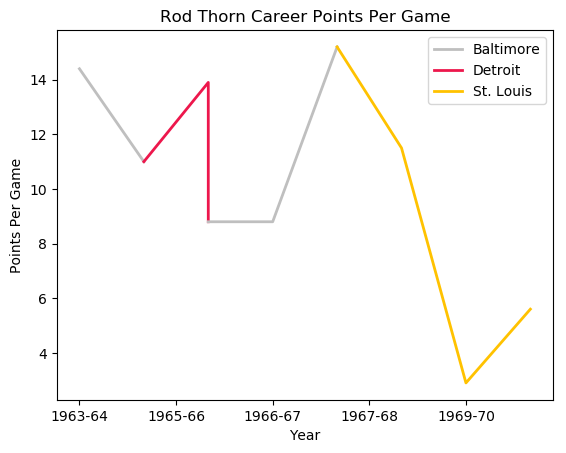 Rod Thorn Career Points Per Game
Baltimore
Detroit
St. Louis
14
12
10
8
6
4
Points Per Game
1963-64 1965-66 1966-67 1967-68 1969-70
Year